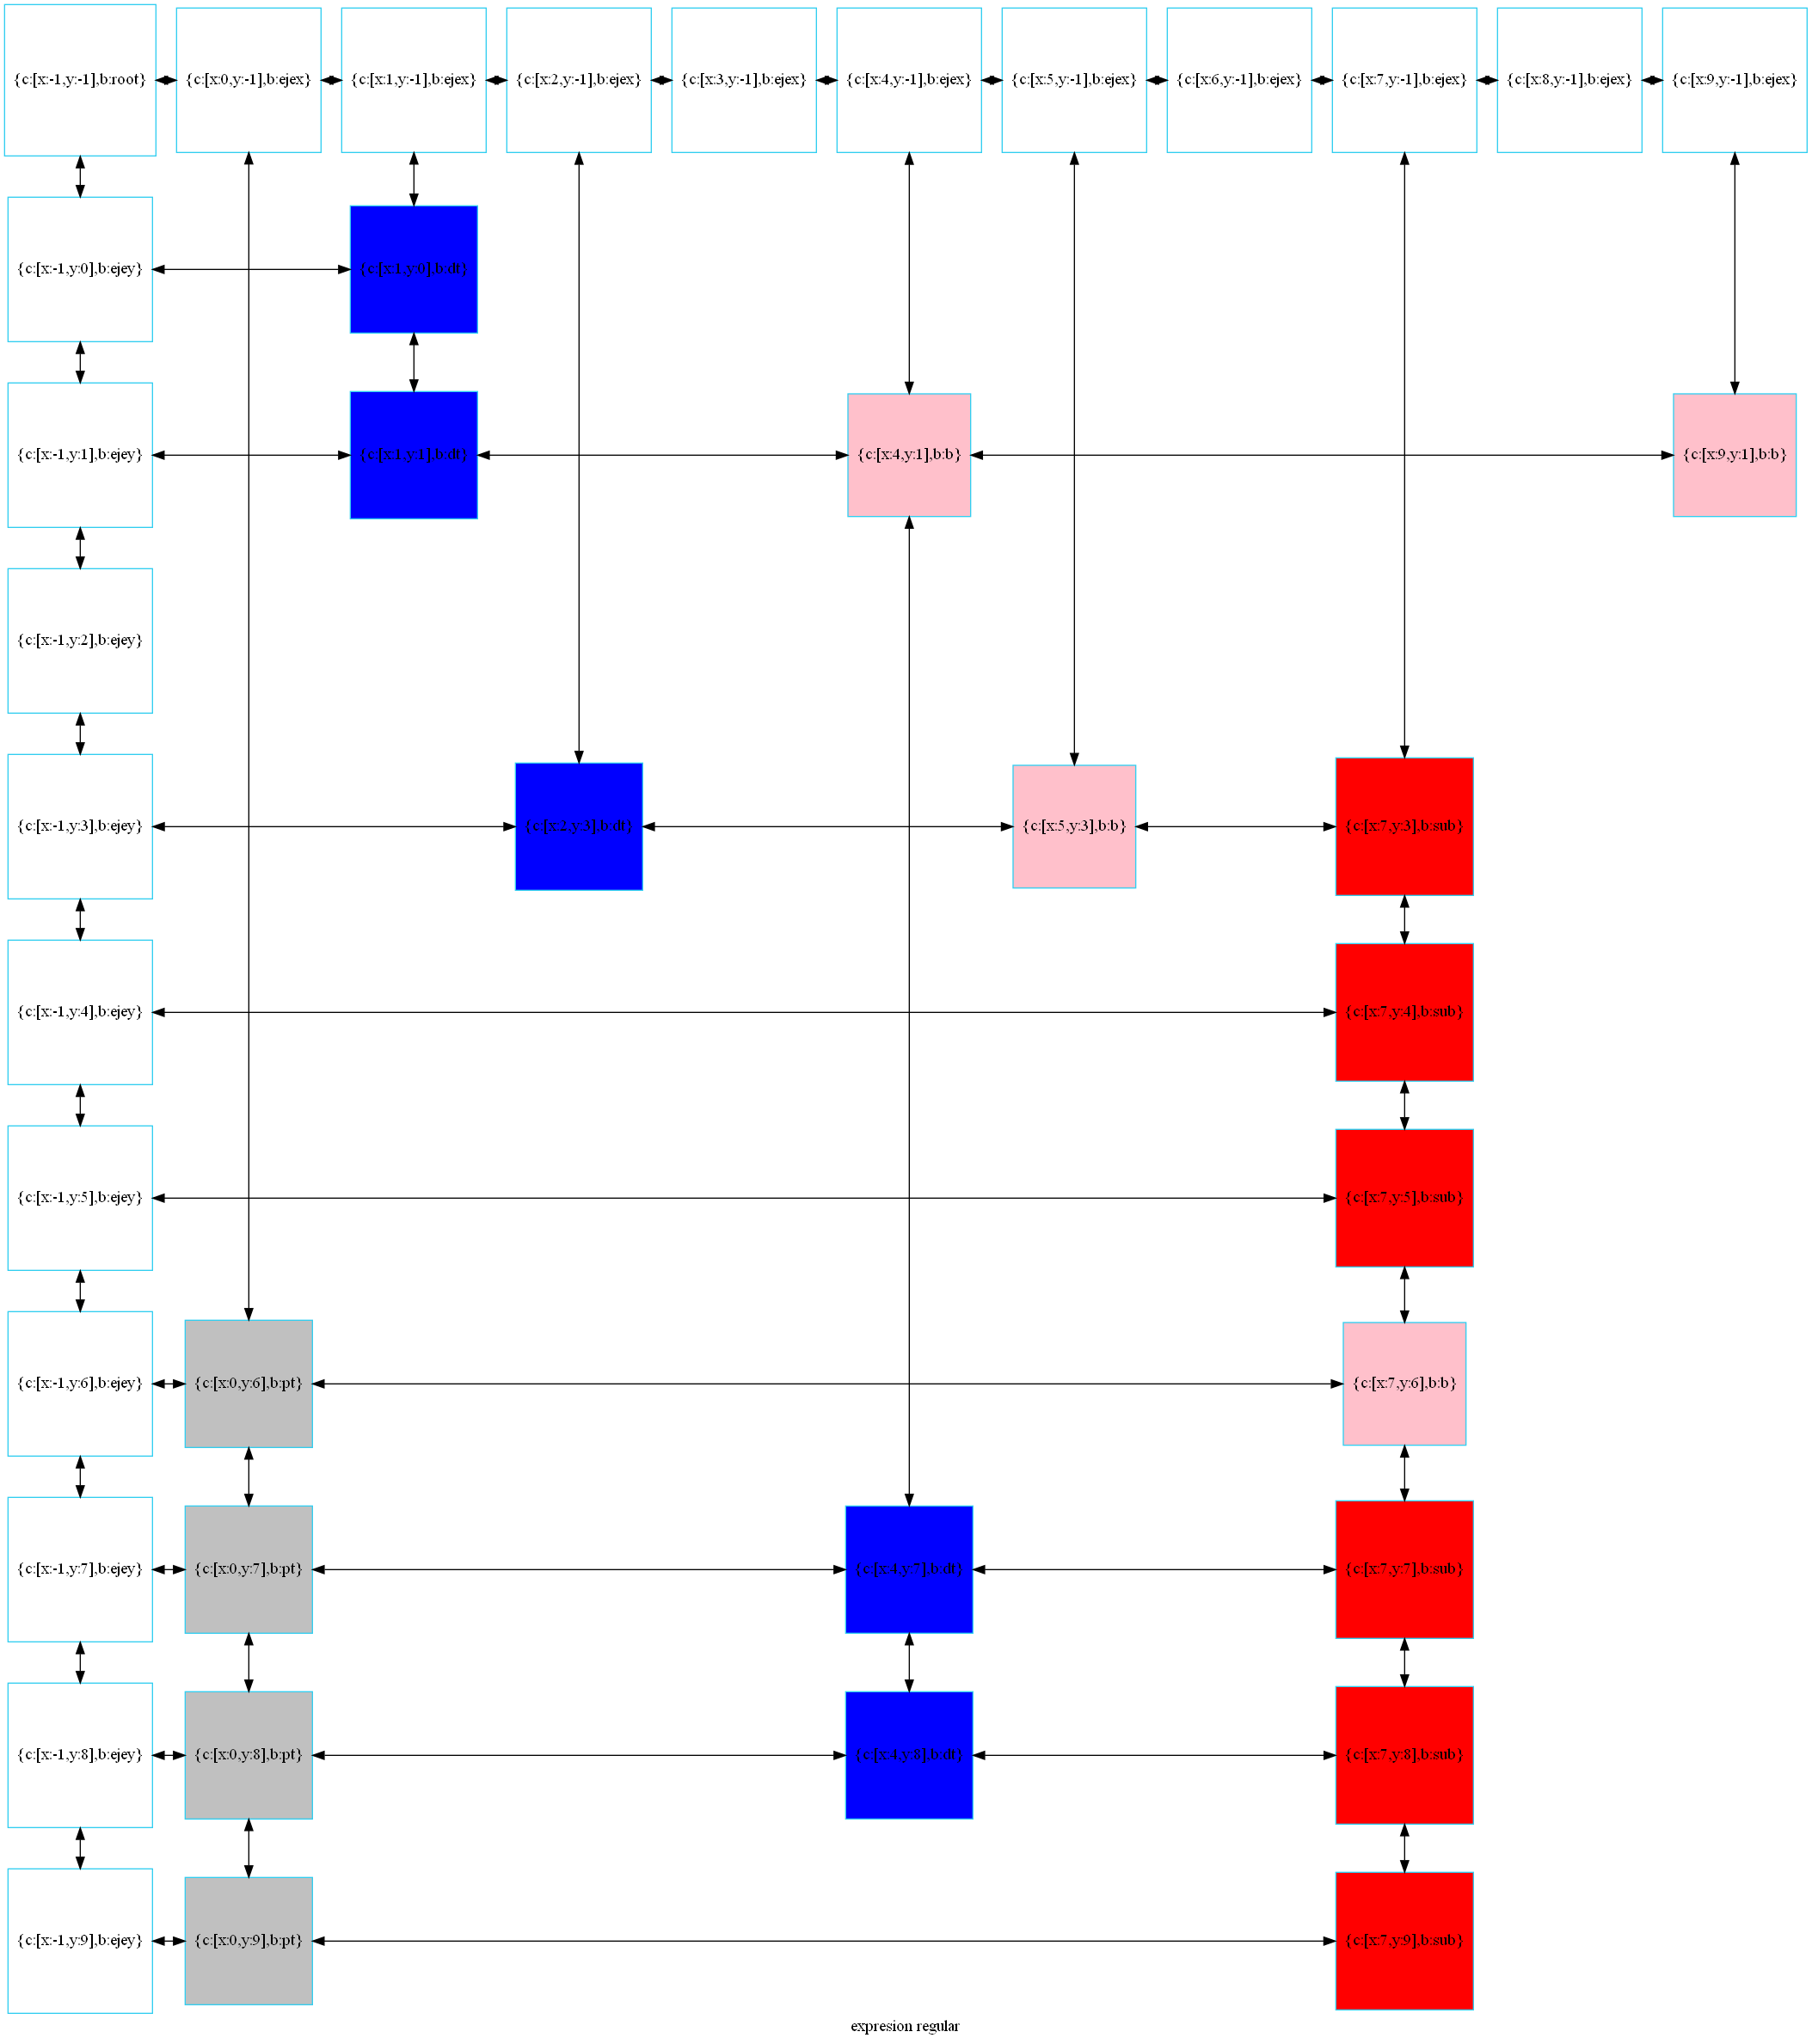 {c:[x:-1,y:-1],b:root} {c:[x:0,y:-1],b:ejex} {c:[x:1,y:-1],b:ejex} {c:[x:2,y:-1],b:ejex} {c:[x:3,y:-1],b:ejex} {c:[x:4,y:-1],b:ejex} {c:[x:5,y:-1],b:ejex} {c:[x:6,y:-1],b:ejex} {c:[x:7,y:-1],b:ejex} {c:[x:8,y:-1],b:ejex} {c:[x:9,y:-1],b:ejex}
{c:[x:-1,y:0],b:ejey} {c:[x:1,y:0],b:dt}
{c:[x:-1,y:1],b:ejey} {c:[x:1,y:1],b:dt} {c:[x:4,y:1],b:b} {c:[x:9,y:1],b:b}
{c:[x:-1,y:2],b:ejey}
{c:[x:-1,y:3],b:ejey} {c:[x:2,y:3],b:dt} {c:[x:5,y:3],b:b} {c:[x:7,y:3],b:sub}
{c:[x:-1,y:4],b:ejey} {c:[x:7,y:4],b:sub}
{c:[x:-1,y:5],b:ejey} {c:[x:7,y:5],b:sub}
{c:[x:-1,y:6],b:ejey} {c:[x:0,y:6],b:pt} {c:[x:7,y:6],b:b}
{c:[x:-1,y:7],b:ejey} {c:[x:0,y:7],b:pt} {c:[x:4,y:7],b:dt} {c:[x:7,y:7],b:sub}
{c:[x:-1,y:8],b:ejey} {c:[x:0,y:8],b:pt} {c:[x:4,y:8],b:dt} {c:[x:7,y:8],b:sub}
{c:[x:-1,y:9],b:ejey} {c:[x:0,y:9],b:pt} {c:[x:7,y:9],b:sub}
expresion regular